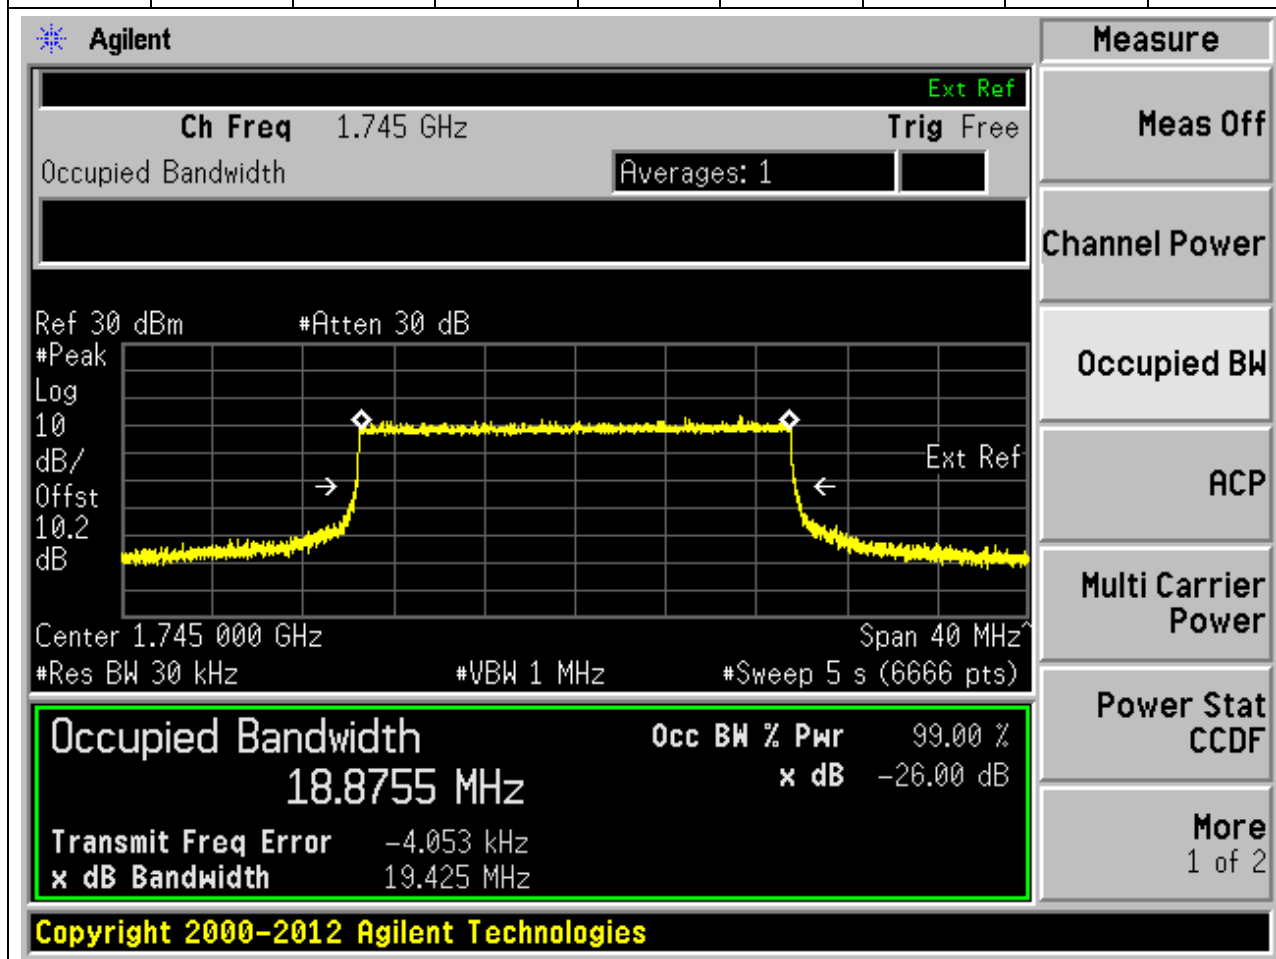 Agilent
Measure
Ext Ref
Ch Freq 1.745 GHz Trig Free
Occupied Bandwidth Averages: 1
Meas Off
Channel Power
Occupied BW
ACP
Multi Carrier
Power
Power Stat
CCDF
More
1 of 2
Ref 30 dBm #Atten 30 dB
#Peak
Log
10
dB/
Offst
10.2
dB
Ext Ref
Center 1.745 000 GHz Span 40 MHz^
#Res BW 30 kHz #VBW 1 MHz #Sweep 5 s (6666 pts)
Occupied Bandwidth Occ BW % Pwr 99.00 %
18.8755 MHz x dB -26.00 dB
Transmit Freq Error -4.053 kHz
x dB Bandwidth 19.425 MHz
Copyright 2000-2012 Agilent Technologies